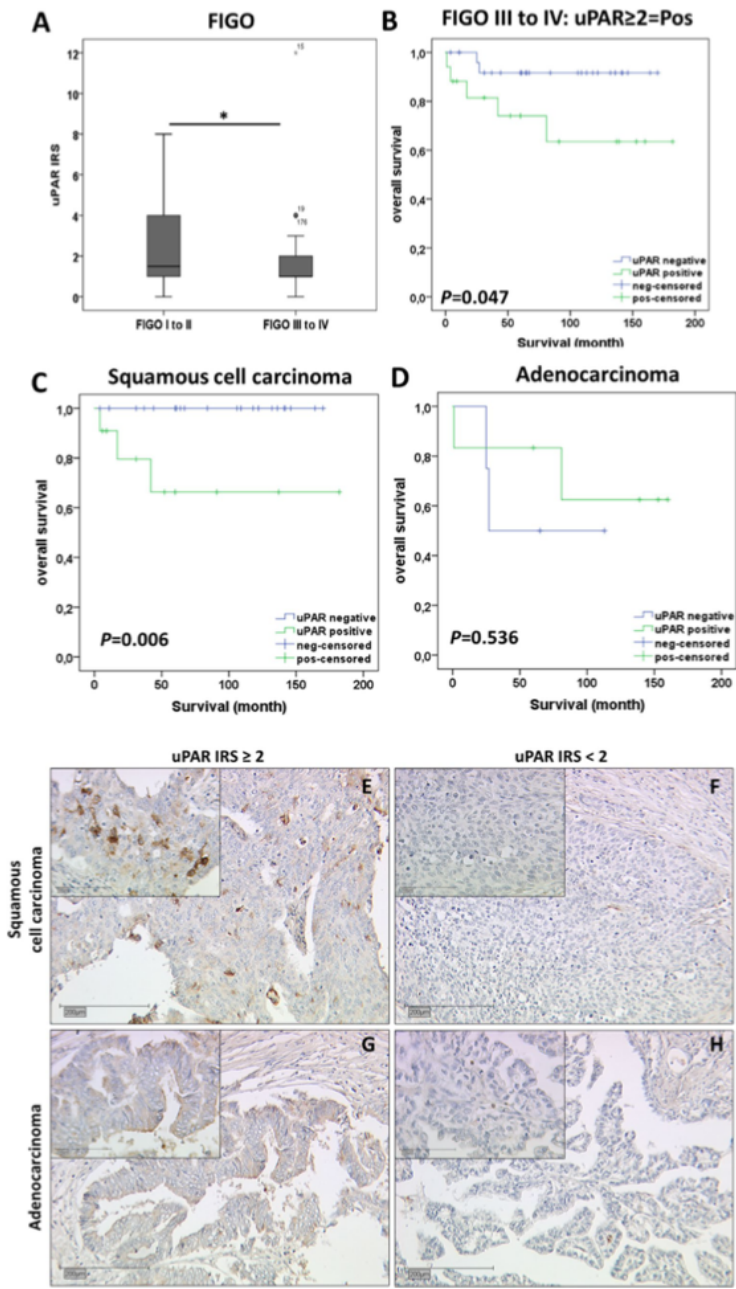 A
FIGO
12
10
8
6
4
2
0
uPAR IRS
15
*
19
176
FIGO I to II
FIGO III to IV
B
FIGO III to IV: uPAR≥2=Pos
1,0
0,8
0,6
0,4
0,2
0,0
overall survival
uPAR negative
uPAR positive
neg-censored
pos-censored
P=0.047
0
50
100
150
200
Survival (month)
C
Squamous cell carcinoma
1,0
0,8
0,6
0,4
0,2
0,0
overall survival
uPAR negative
uPAR positive
neg-censored
pos-censored
P=0.006
0
50
100
150
200
Survival (month)
D
Adenocarcinoma
1,0
0,8
0,6
0,4
0,2
0,0
overall survival
uPAR negative
uPAR positive
neg-censored
pos-censored
P=0.536
0
50
100
150
200
Survival (month)
uPAR IRS ≥ 2
uPAR IRS < 2
Squamous
cell carcinoma
E
200µm
F
200µm
Adenocarcinoma
G
200µm
H
200µm